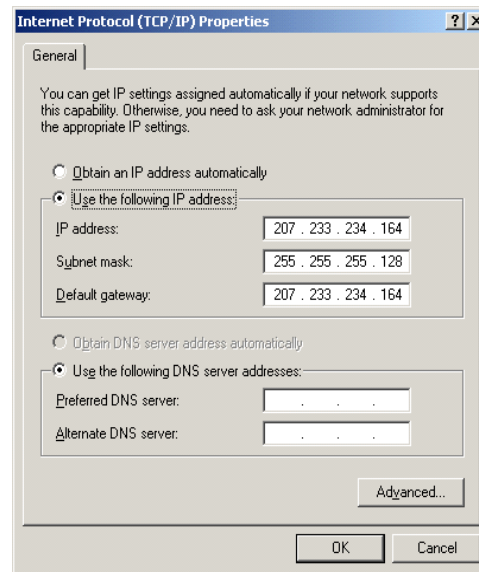 Internet Protocol (TCP/IP) Properties
General
You can get IP settings assigned automatically if your network supports
this capability. Otherwise, you need to ask your network administrator for
the appropriate IP settings.
Obtain an IP address automatically
Use the following IP address:
IP address: 207 . 233 . 234 . 164
Subnet mask: 255 . 255 . 255 . 128
Default gateway: 207 . 233 . 234 . 164
Obtain DNS server address automatically
Use the following DNS server addresses:
Preferred DNS server: . . .
Alternate DNS server: . . .
Advanced...
OK Cancel